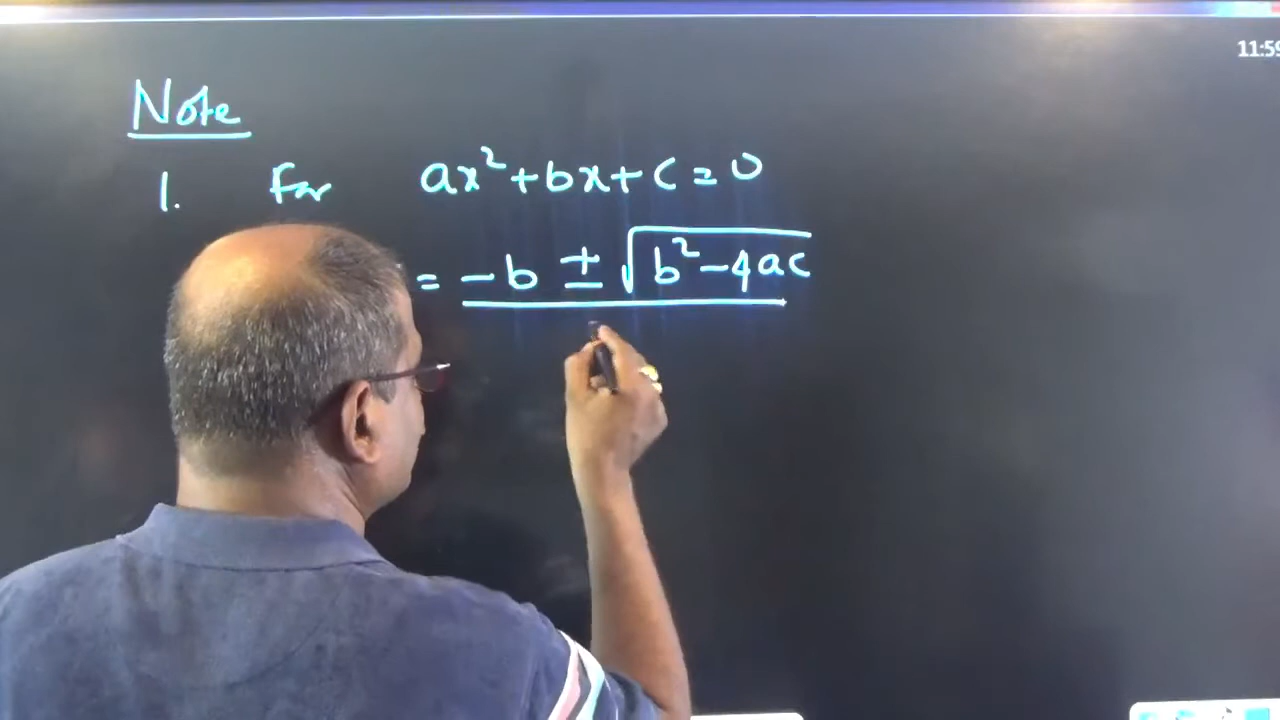 11:59
Note
1. For ax²+bx+c=0
= -b ± √b²-4ac